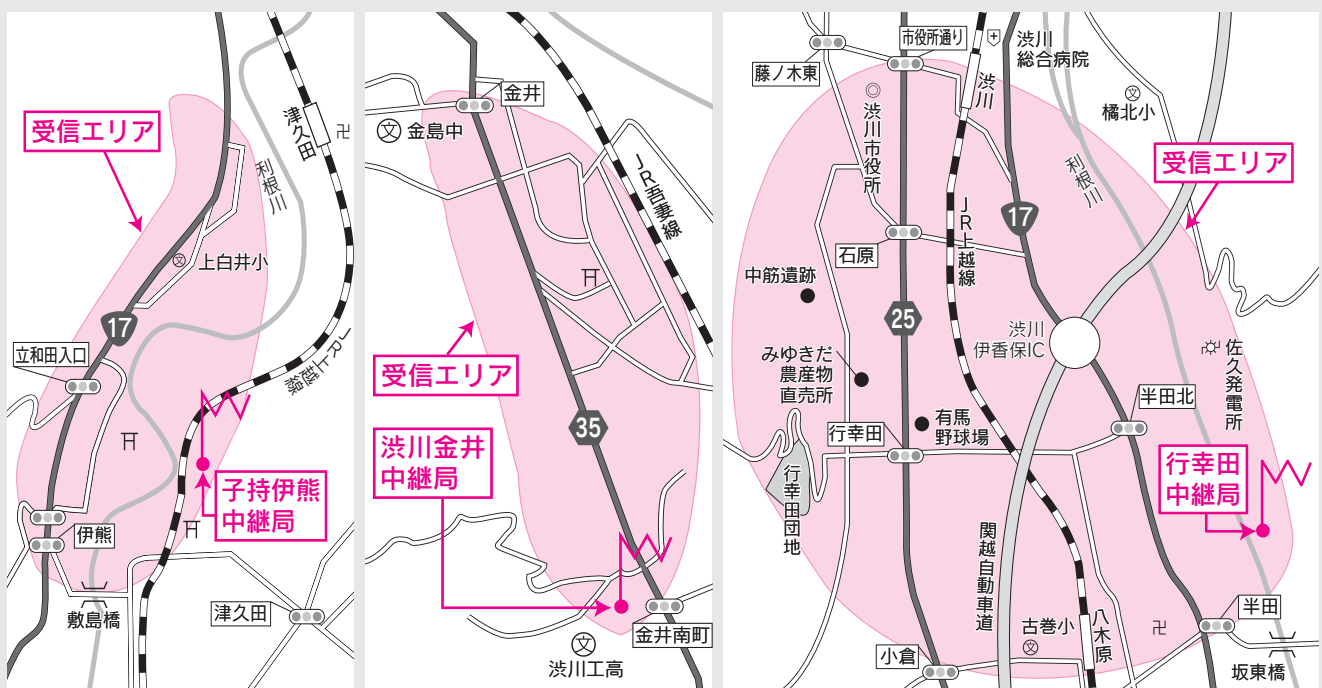 受信エリア
津久田
利根川
上白井小
17
立和田入口
JR上越線
子持伊熊
中継局
伊熊
敷島橋
津久田
金井
金島中
JR吾妻線
受信エリア
35
渋川金井
中継局
金井南町
渋川工高
市役所通り
藤ノ木東
渋川
渋川
総合病院
橘北小
渋川市役所
利根川
受信エリア
17
JR上越線
石原
中筋遺跡
25
渋川
伊香保IC
みゆきだ
農産物
直売所
佐久発電所
半田北
有馬
野球場
行幸田
行幸田
中継局
行幸田団地
関越自動車道
古巻小
八木原
半田
小倉
坂東橋